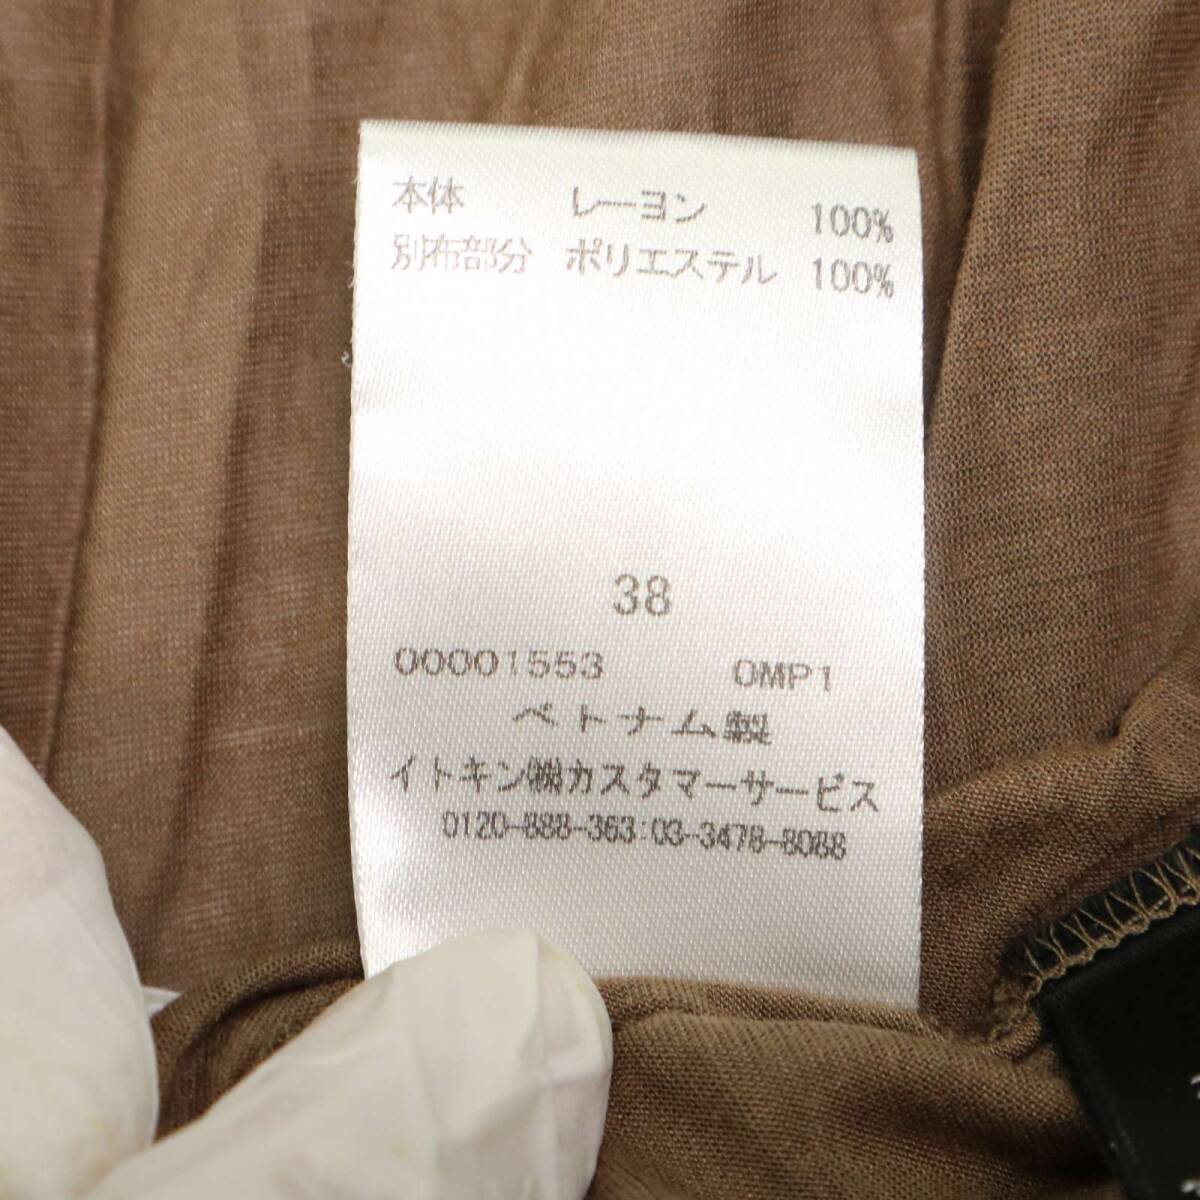 本体 レーヨン 100%
別布部分 ポリエステル 100%
38
00001553 0MP1
ベトナム製
イトキン㈱カスタマーサービス
0120-888-363:03-3478-8088